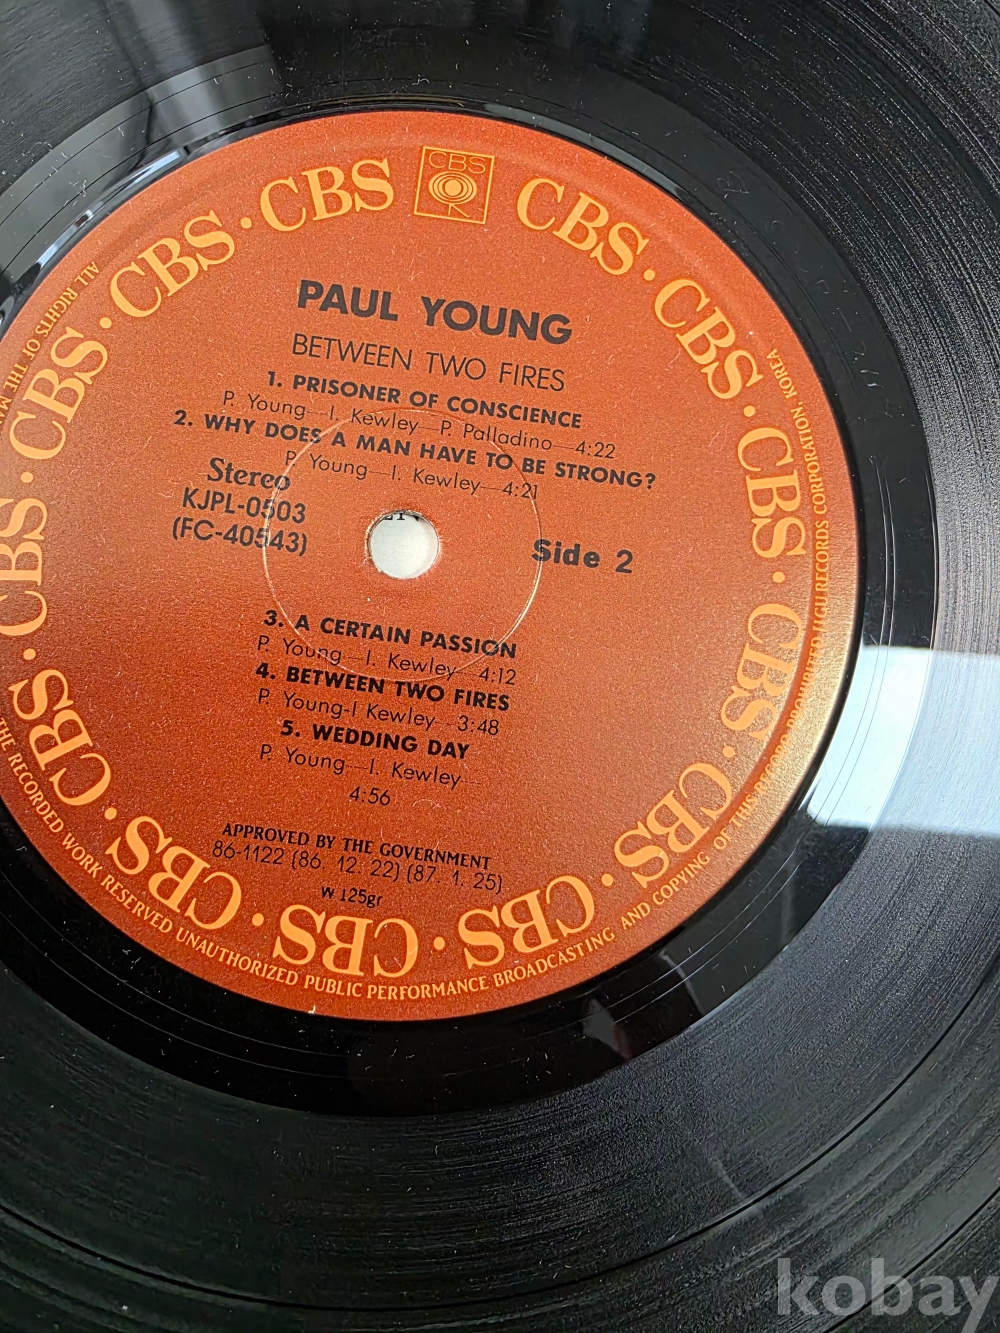 CBS
CBS · CBS · CBS · CBS · CBS · CBS · CBS · CBS · CBS · CBS · CBS · CBS · CBS
PAUL YOUNG
BETWEEN TWO FIRES
1. PRISONER OF CONSCIENCE
P. Young—I. Kewley—P. Palladino—4:22
2. WHY DOES A MAN HAVE TO BE STRONG?
P. Young—I. Kewley—4:21
Stereo
KJPL-0503
(FC-40543)
Side 2
3. A CERTAIN PASSION
P. Young—I. Kewley—4:12
4. BETWEEN TWO FIRES
P. Young-I Kewley—3:48
5. WEDDING DAY
P. Young—I. Kewley—
4:56
APPROVED BY THE GOVERNMENT
86-1122 (86. 12. 22) (87. 1. 25)
W 125gr
ALL RIGHTS OF THE
THE RECORDED WORK RESERVED UNAUTHORIZED PUBLIC PERFORMANCE BROADCASTING AND COPYING OF THIS RECORD PROHIBITED JIGU RECORDS CORPORATION, KOREA
kobay